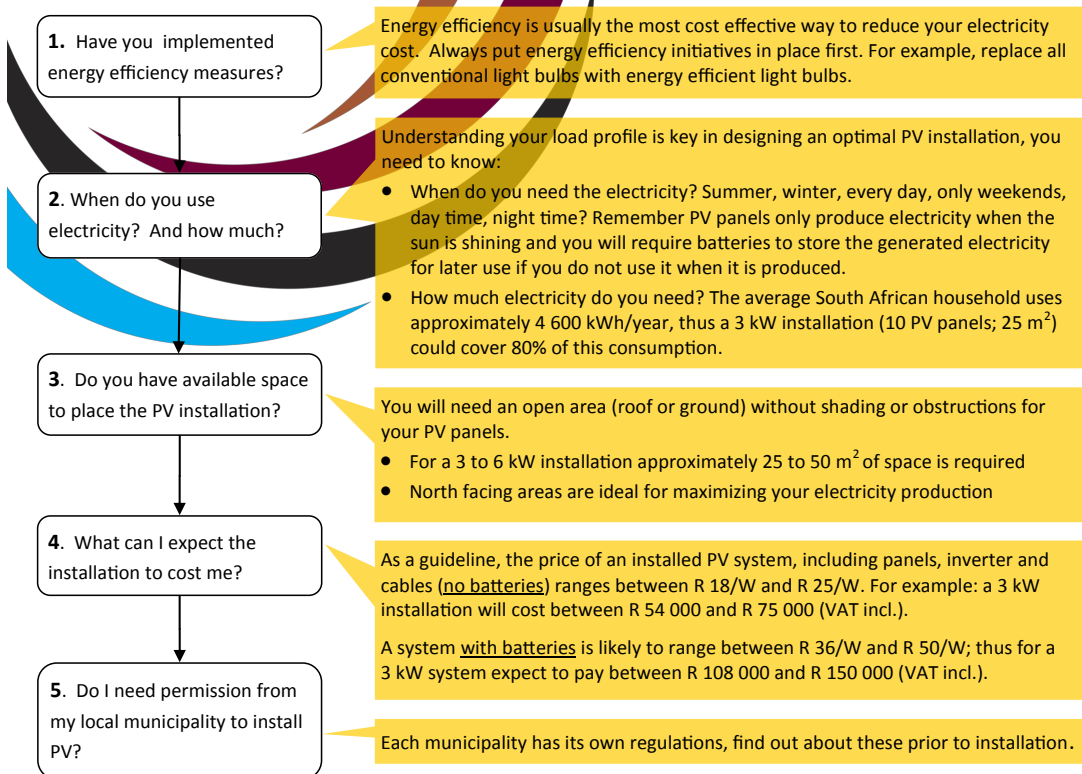 1. Have you implemented
energy efficiency measures?
Energy efficiency is usually the most cost effective way to reduce your electricity
cost. Always put energy efficiency initiatives in place first. For example, replace all
conventional light bulbs with energy efficient light bulbs.
2. When do you use
electricity? And how much?
Understanding your load profile is key in designing an optimal PV installation, you
need to know:
• When do you need the electricity? Summer, winter, every day, only weekends,
day time, night time? Remember PV panels only produce electricity when the
sun is shining and you will require batteries to store the generated electricity
for later use if you do not use it when it is produced.
• How much electricity do you need? The average South African household uses
approximately 4 600 kWh/year, thus a 3 kW installation (10 PV panels; 25 m²)
could cover 80% of this consumption.
3. Do you have available space
to place the PV installation?
You will need an open area (roof or ground) without shading or obstructions for
your PV panels.
• For a 3 to 6 kW installation approximately 25 to 50 m² of space is required
• North facing areas are ideal for maximizing your electricity production
4. What can I expect the
installation to cost me?
As a guideline, the price of an installed PV system, including panels, inverter and
cables (no batteries) ranges between R 18/W and R 25/W. For example: a 3 kW
installation will cost between R 54 000 and R 75 000 (VAT incl.).
A system with batteries is likely to range between R 36/W and R 50/W; thus for a
3 kW system expect to pay between R 108 000 and R 150 000 (VAT incl.).
5. Do I need permission from
my local municipality to install
PV?
Each municipality has its own regulations, find out about these prior to installation.